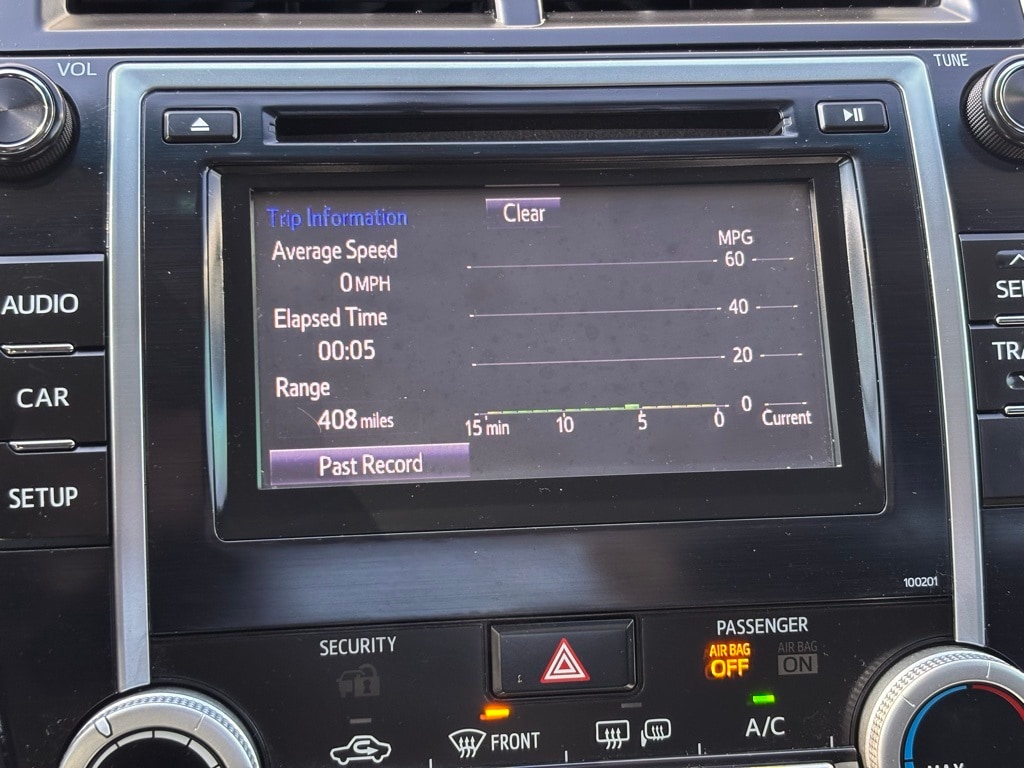 VOL
TUNE
Trip Information
Clear
Average Speed
0 MPH
Elapsed Time
00:05
Range
408 miles
Past Record
MPG
60
40
20
0
15 min 10 5 0 Current
AUDIO
CAR
SETUP
100201
SECURITY
PASSENGER
AIR BAG
OFF
AIR BAG
ON
FRONT
A/C